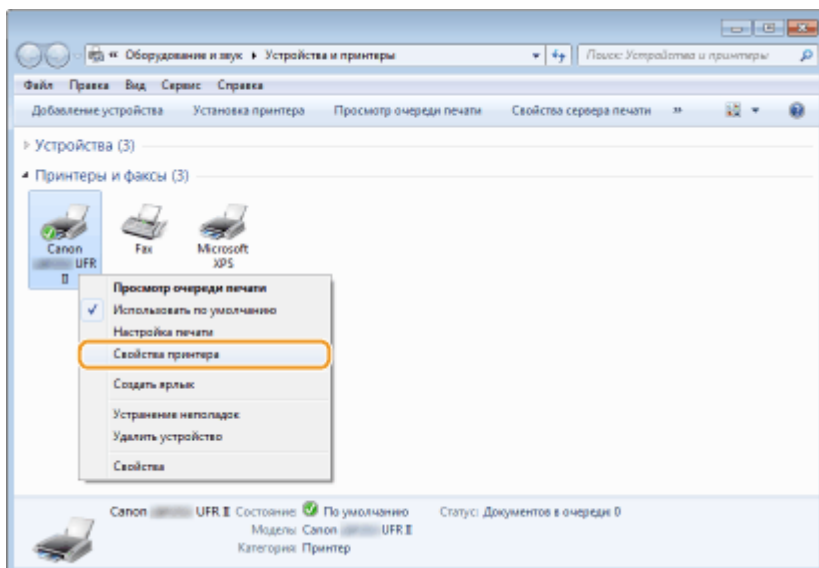 « Оборудование и звук ▸ Устройства и принтеры
Поиск: Устройства и принтеры
Файл Правка Вид Сервис Справка
Добавление устройства Установка принтера Просмотр очереди печати Свойства сервера печати »
Устройства (3)
Принтеры и факсы (3)
Canon UFR II
Fax
Microsoft XPS
Просмотр очереди печати
Использовать по умолчанию
Настройка печати
Свойства принтера
Создать ярлык
Устранение неполадок
Удалить устройство
Свойства
Canon UFR II Состояние: По умолчанию Статус: Документов в очереди: 0
Модель: Canon UFR II
Категория: Принтер